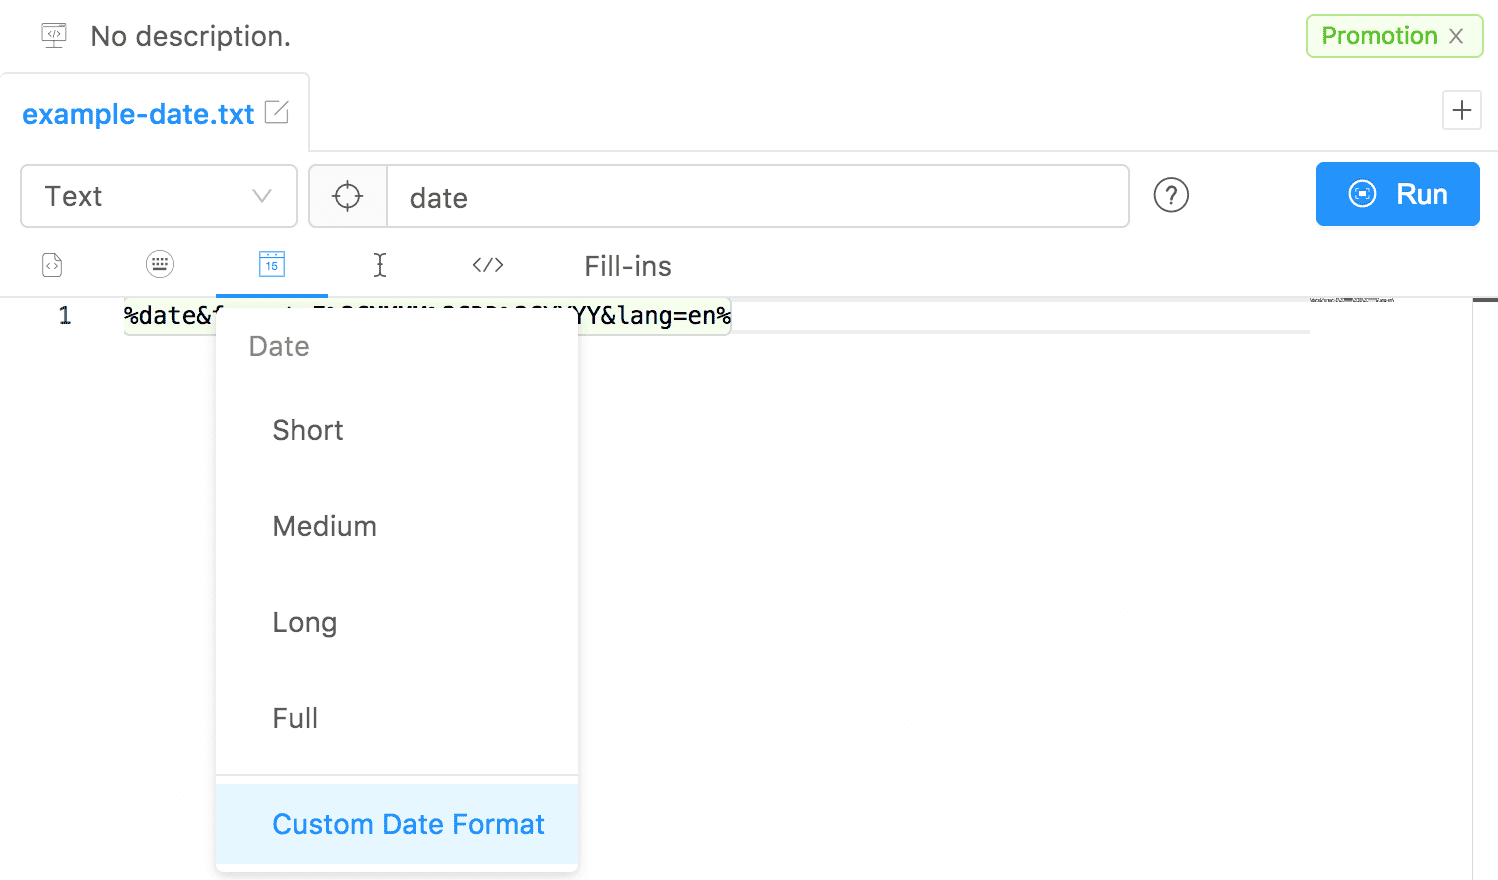 No description.
Promotion
example-date.txt
Text
date
?
Run
15
</>
Fill-ins
1
%date& YY&lang=en%
Date
Short
Medium
Long
Full
Custom Date Format